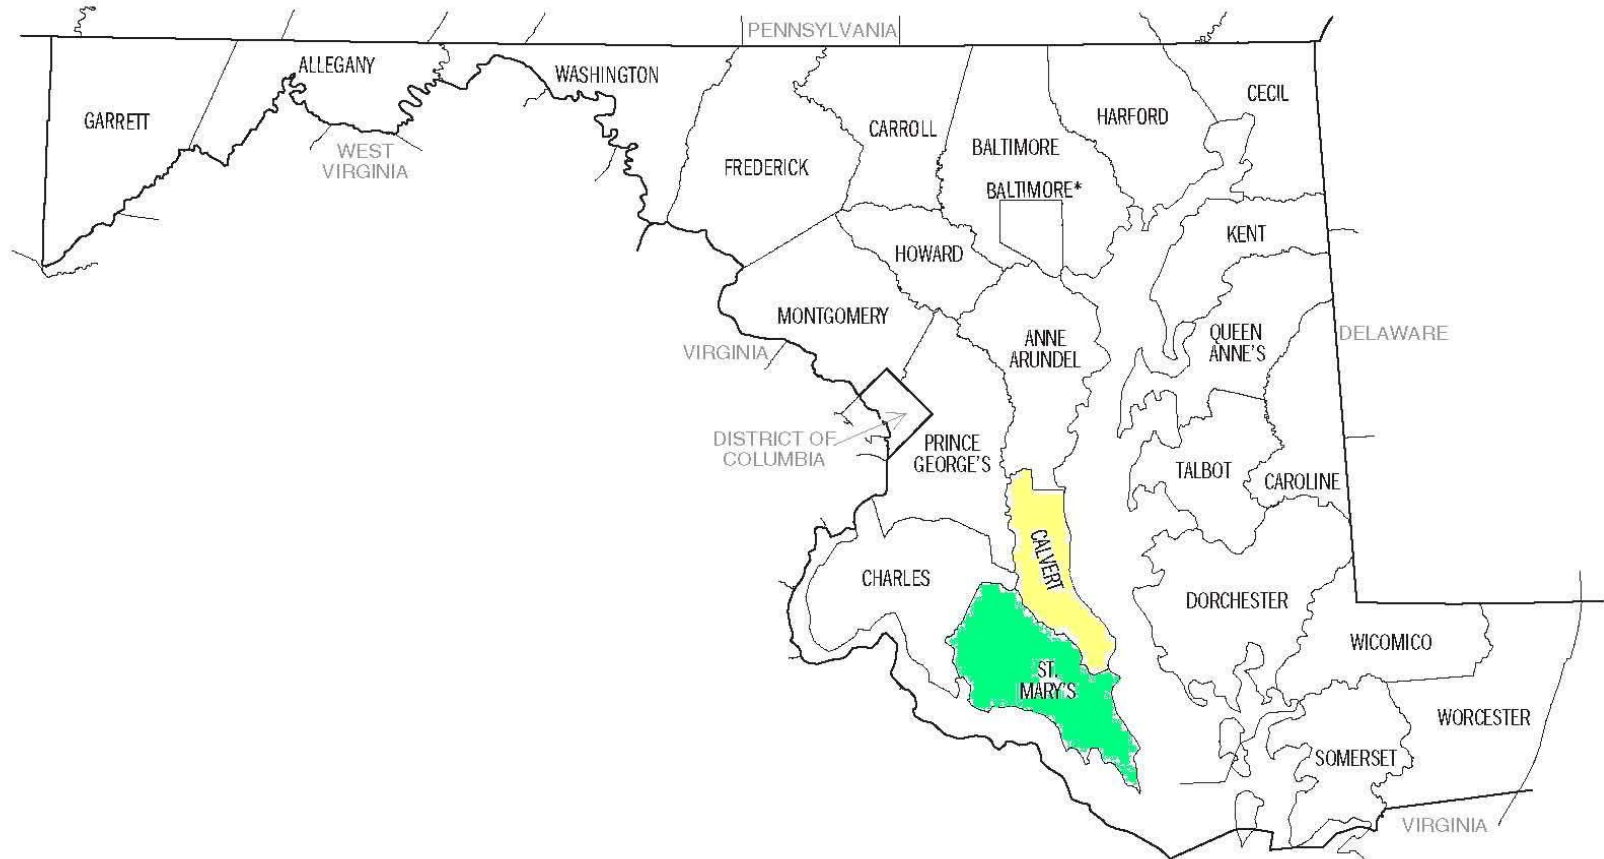 PENNSYLVANIA
ALLEGANY
WASHINGTON
GARRETT
CECIL
HARFORD
CARROLL
BALTIMORE
WEST
VIRGINIA
FREDERICK
BALTIMORE*
KENT
HOWARD
MONTGOMERY
QUEEN
ANNE'S
DELAWARE
ANNE
ARUNDEL
VIRGINIA
DISTRICT OF
COLUMBIA
PRINCE
GEORGE'S
TALBOT
CAROLINE
CALVERT
CHARLES
DORCHESTER
WICOMICO
ST.
MARY'S
WORCESTER
SOMERSET
VIRGINIA